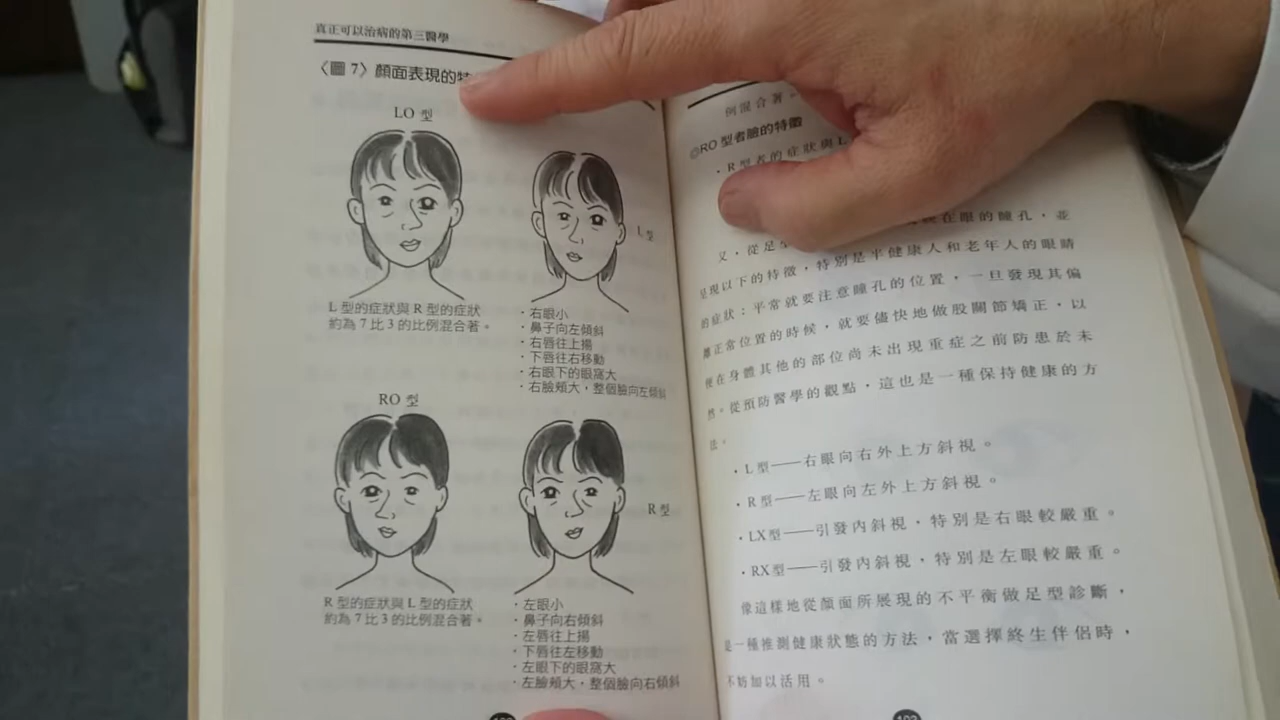 真正可以治病的第三醫學
〈圖 7〉顏面表現的特
LO 型
L 型
L 型的症狀與 R 型的症狀
約為 7 比 3 的比例混合著。
・右眼小
・鼻子向左傾斜
・右唇往上揚
・下唇往右移動
・右眼下的眼窩大
・右臉頰大，整個臉向左傾斜
RO 型
R 型
R 型的症狀與 L 型的症狀
約為 7 比 3 的比例混合著。
・左眼小
・鼻子向右傾斜
・左唇往上揚
・下唇往左移動
・左眼下的眼窩大
・左臉頰大，整個臉向右傾斜
例混合著
◎RO 型者臉的特徵
・R 型者的症狀與 L
又，從足型 在眼的瞳孔，並
呈現以下的特徵，特別是半健康人和老年人的眼睛
的症狀：平常就要注意瞳孔的位置，一旦發現其偏
離正常位置的時候，就要儘快地做股關節矯正，以
便在身體其他的部位尚未出現重症之前防患於未
然。從預防醫學的觀點，這也是一種保持健康的方
法。
・L 型——右眼向右外上方斜視。
・R 型——左眼向左外上方斜視。
・LX型——引發內斜視，特別是右眼較嚴重。
・RX型——引發內斜視，特別是左眼較嚴重。
像這樣地從顏面所展現的不平衡做足型診斷，
是一種推測健康狀態的方法，當選擇終生伴侶時，
不妨加以活用。